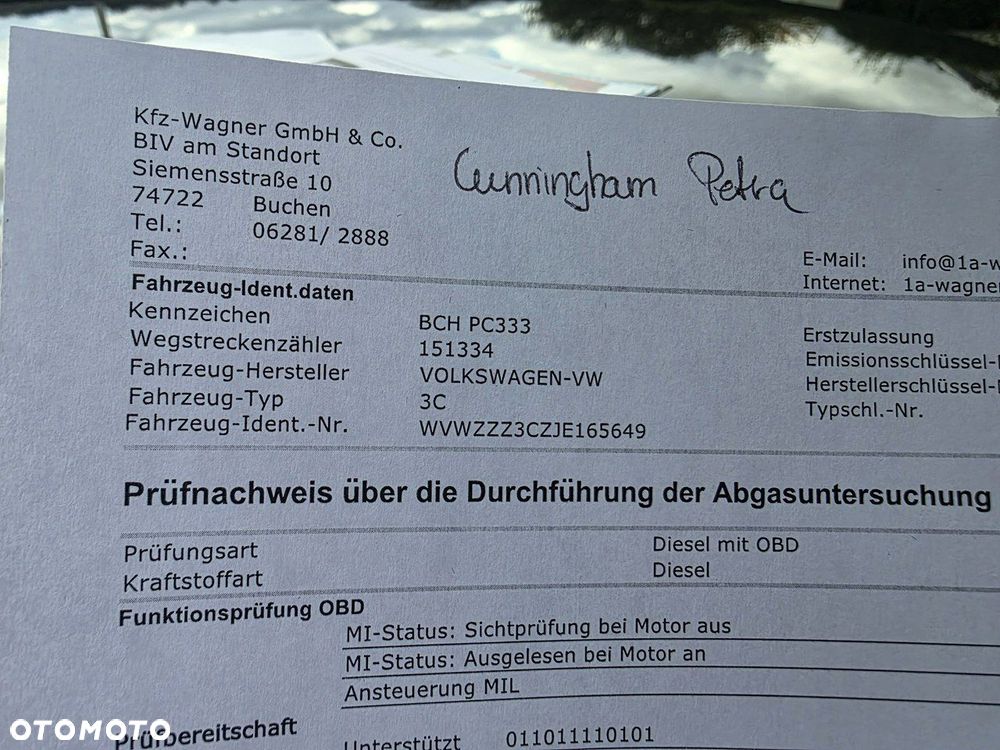 Kfz-Wagner GmbH & Co.
BIV am Standort
Siemensstraße 10
74722 Buchen
Tel.: 06281/ 2888
Fax.:
Cunningham Petra
E-Mail: info@1a-w
Internet: 1a-wagner
Fahrzeug-Ident.daten
Kennzeichen BCH PC333 Erstzulassung
Wegstreckenzähler 151334 Emissionsschlüssel-
Fahrzeug-Hersteller VOLKSWAGEN-VW Herstellerschlüssel-
Fahrzeug-Typ 3C Typschl.-Nr.
Fahrzeug-Ident.-Nr. WVWZZZ3CZJE165649
Prüfnachweis über die Durchführung der Abgasuntersuchung
Prüfungsart Diesel mit OBD
Kraftstoffart Diesel
Funktionsprüfung OBD
MI-Status: Sichtprüfung bei Motor aus
MI-Status: Ausgelesen bei Motor an
Ansteuerung MIL
Prüfbereitschaft
Unterstützt 011011110101
OTOMOTO